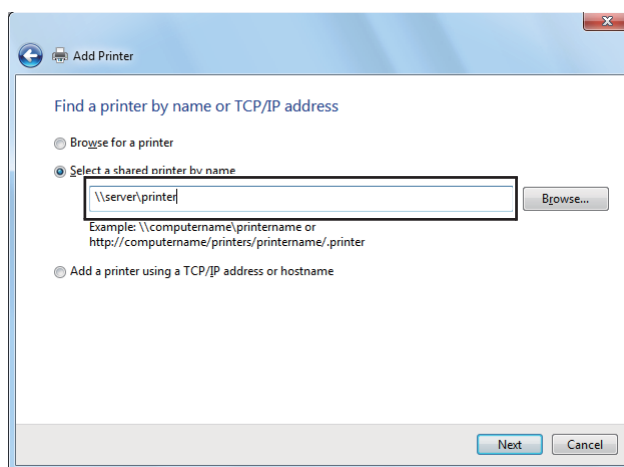 Add Printer
Find a printer by name or TCP/IP address
Browse for a printer
Select a shared printer by name
\\server\printer
Browse...
Example: \\computername\printername or
http://computername/printers/printername/.printer
Add a printer using a TCP/IP address or hostname
Next
Cancel